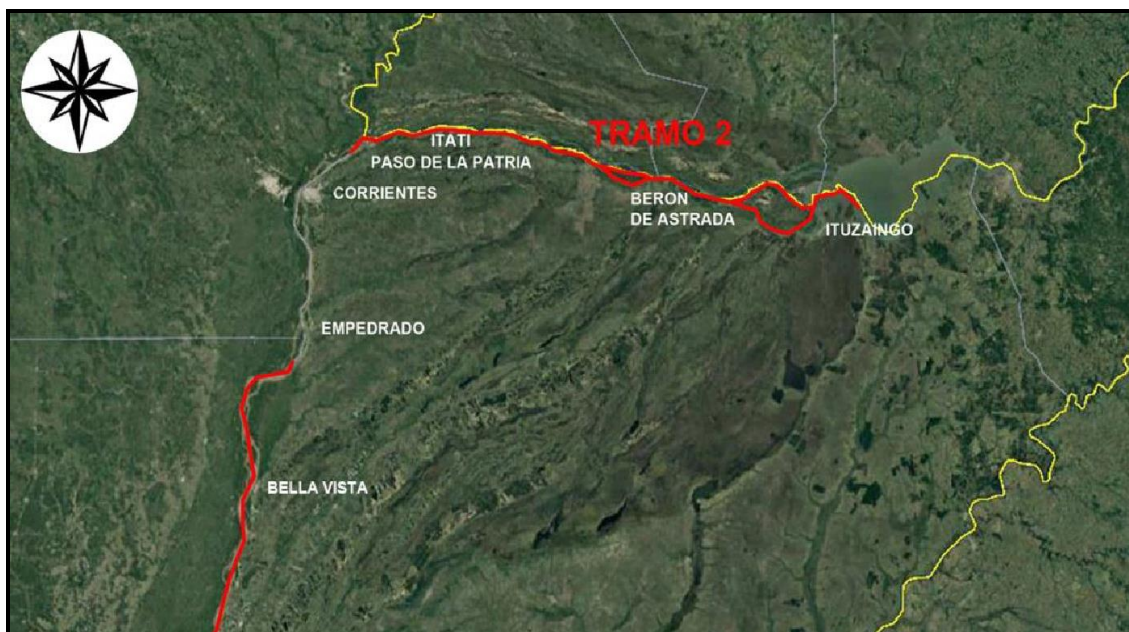 TRAMO 2
ITATI
PASO DE LA PATRIA
CORRIENTES
BERON
DE ASTRADA
ITUZAINGO
EMPEDRADO
BELLA VISTA